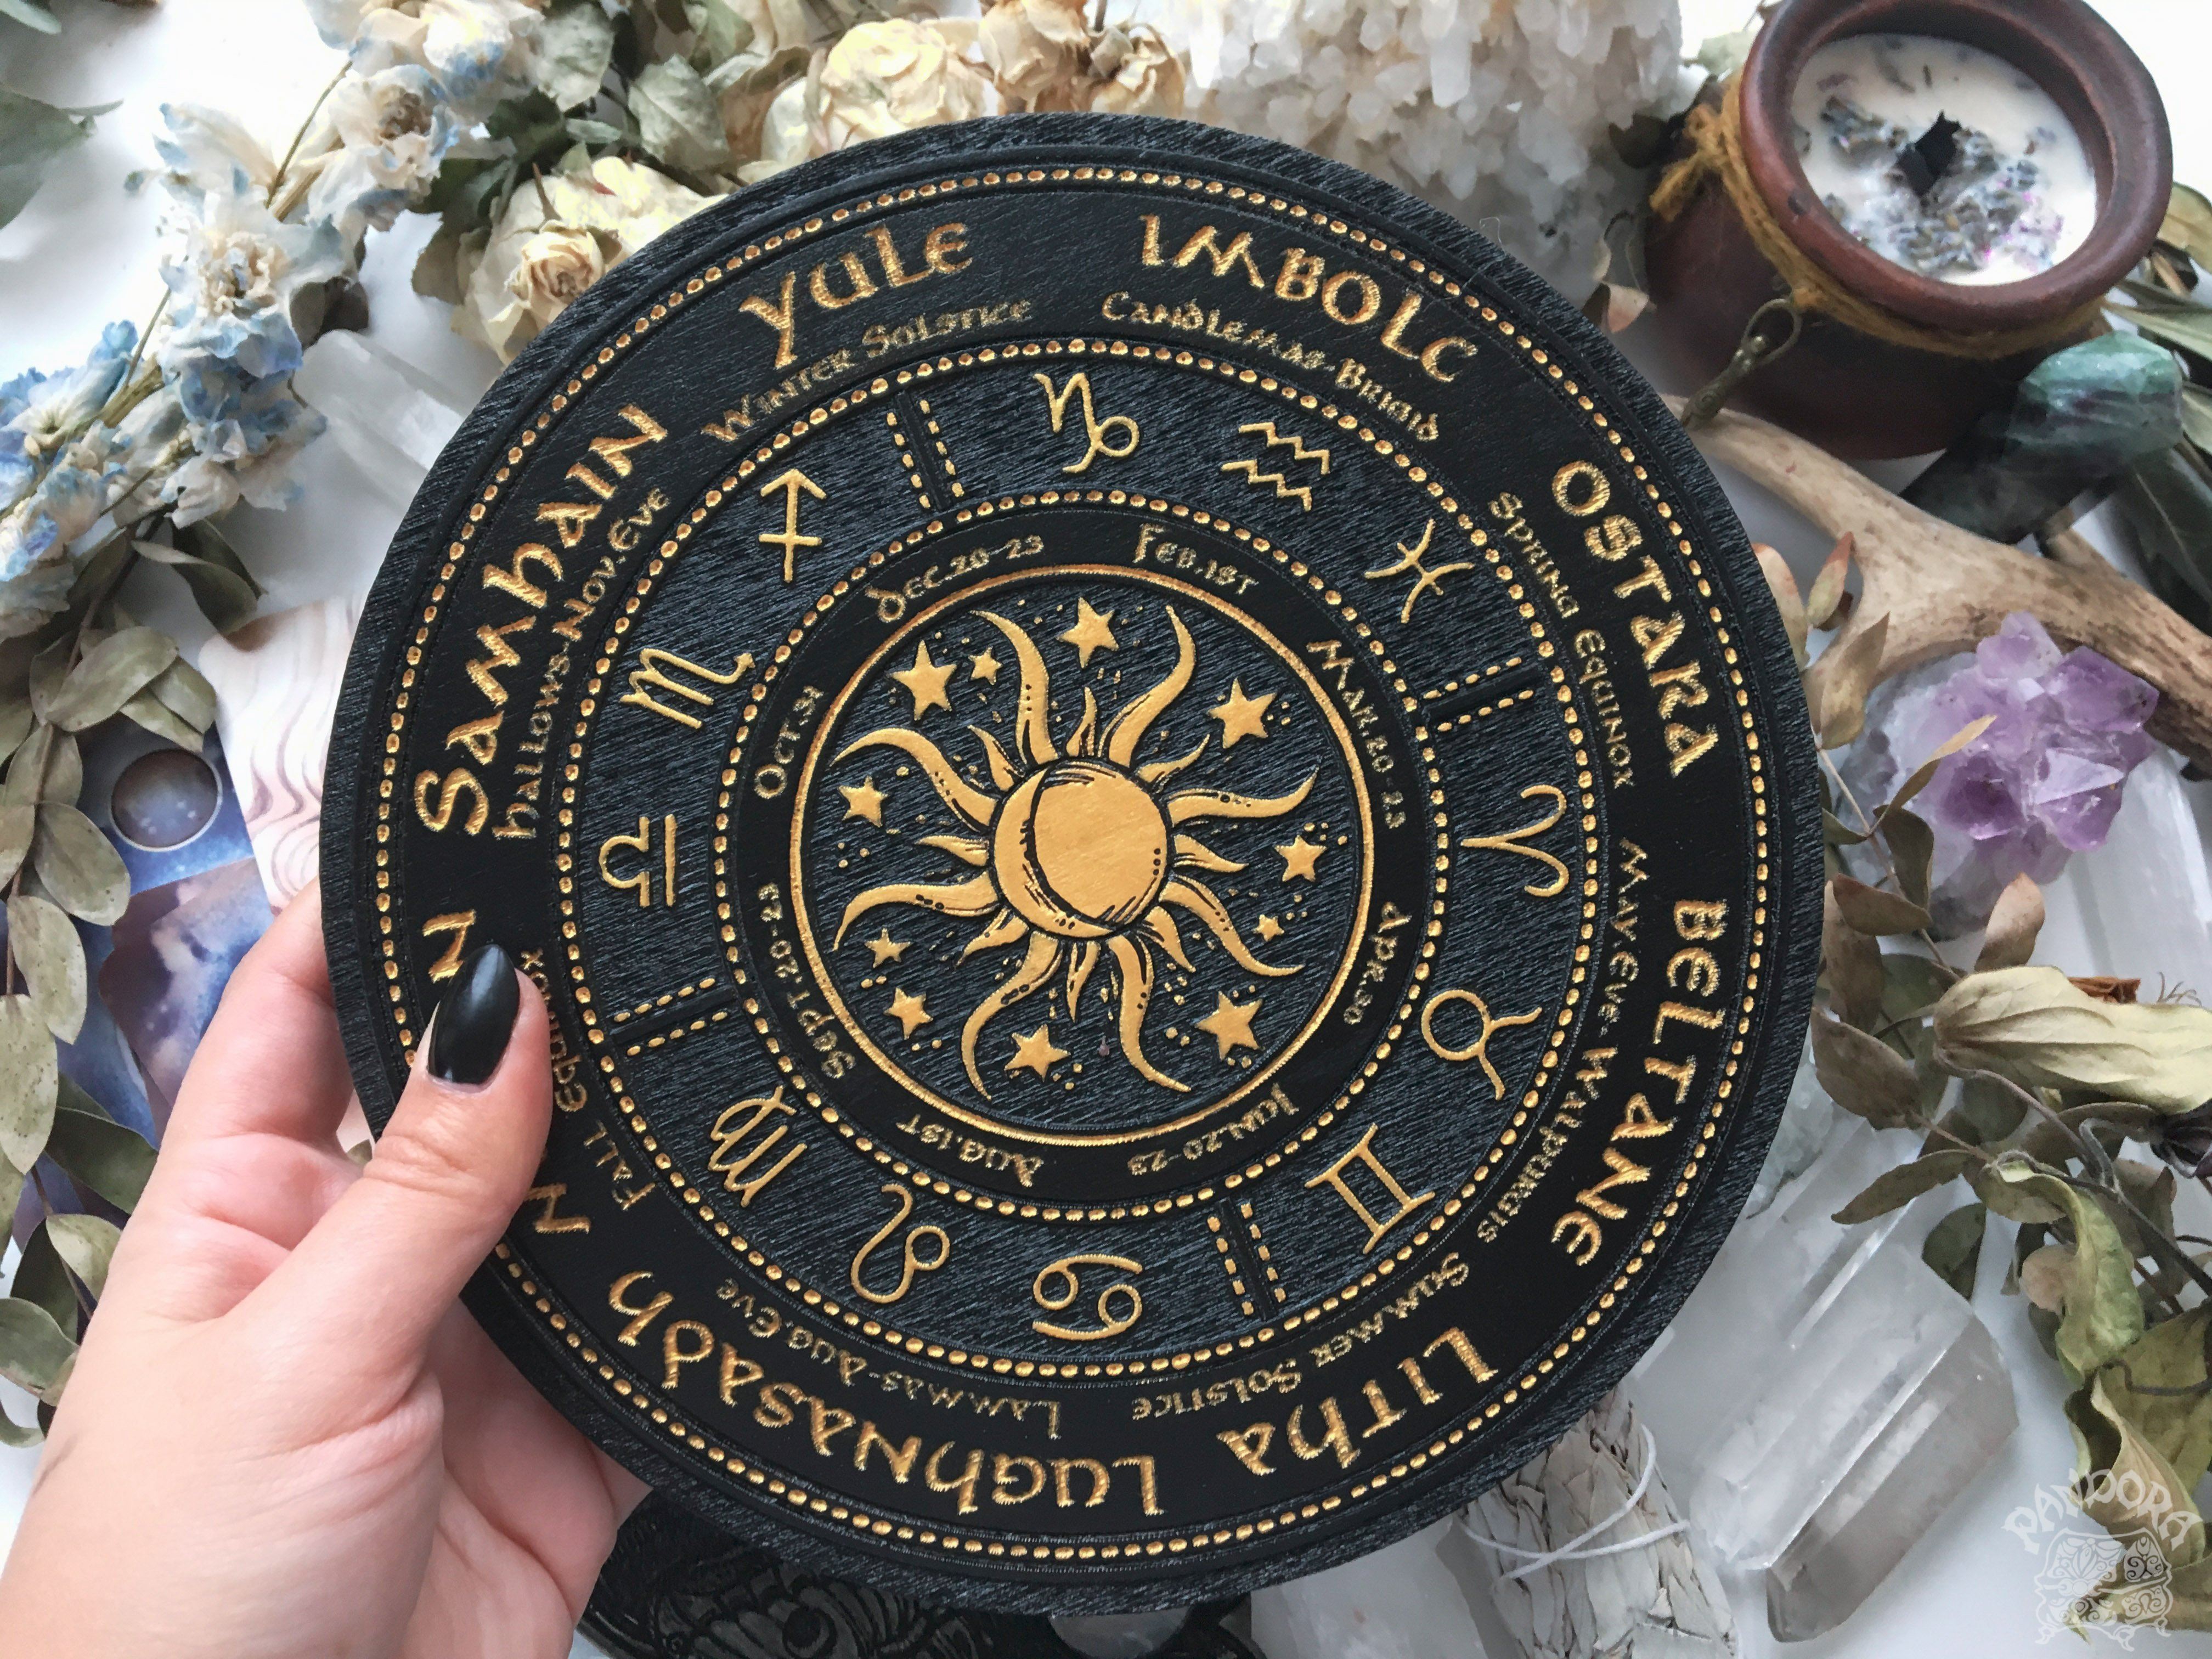 Yule
Winter Solstice
Imbolc
Candlemas-Brigid
Ostara
Spring Equinox
Beltane
May.Eve-Walpurgis
Litha
Summer Solstice
Lughnasadh
Lammas-Aug.Eve
Fall Equinox
Samhain
Hallows-Nov.Eve
Dec.20-23
Feb.1st
Mar.20-23
Apr.30
Jun.20-23
Aug.1st
Sept.20-23
Oct.31
PANDORA